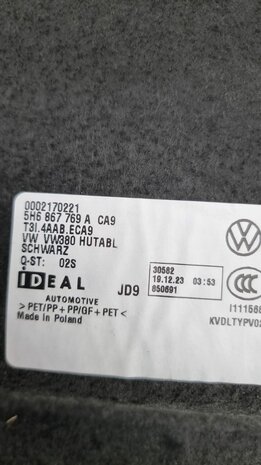 0002170221
5H6 867 769 A CA9
T3I.4AAB.ECA9
VW VW380 HUTABL
SCHWARZ
Q-ST: 02S
30582
19.12.23 03:53
850691
IDEAL
AUTOMOTIVE
JD9
> PET/PP + PP/GF + PET <
Made in Poland